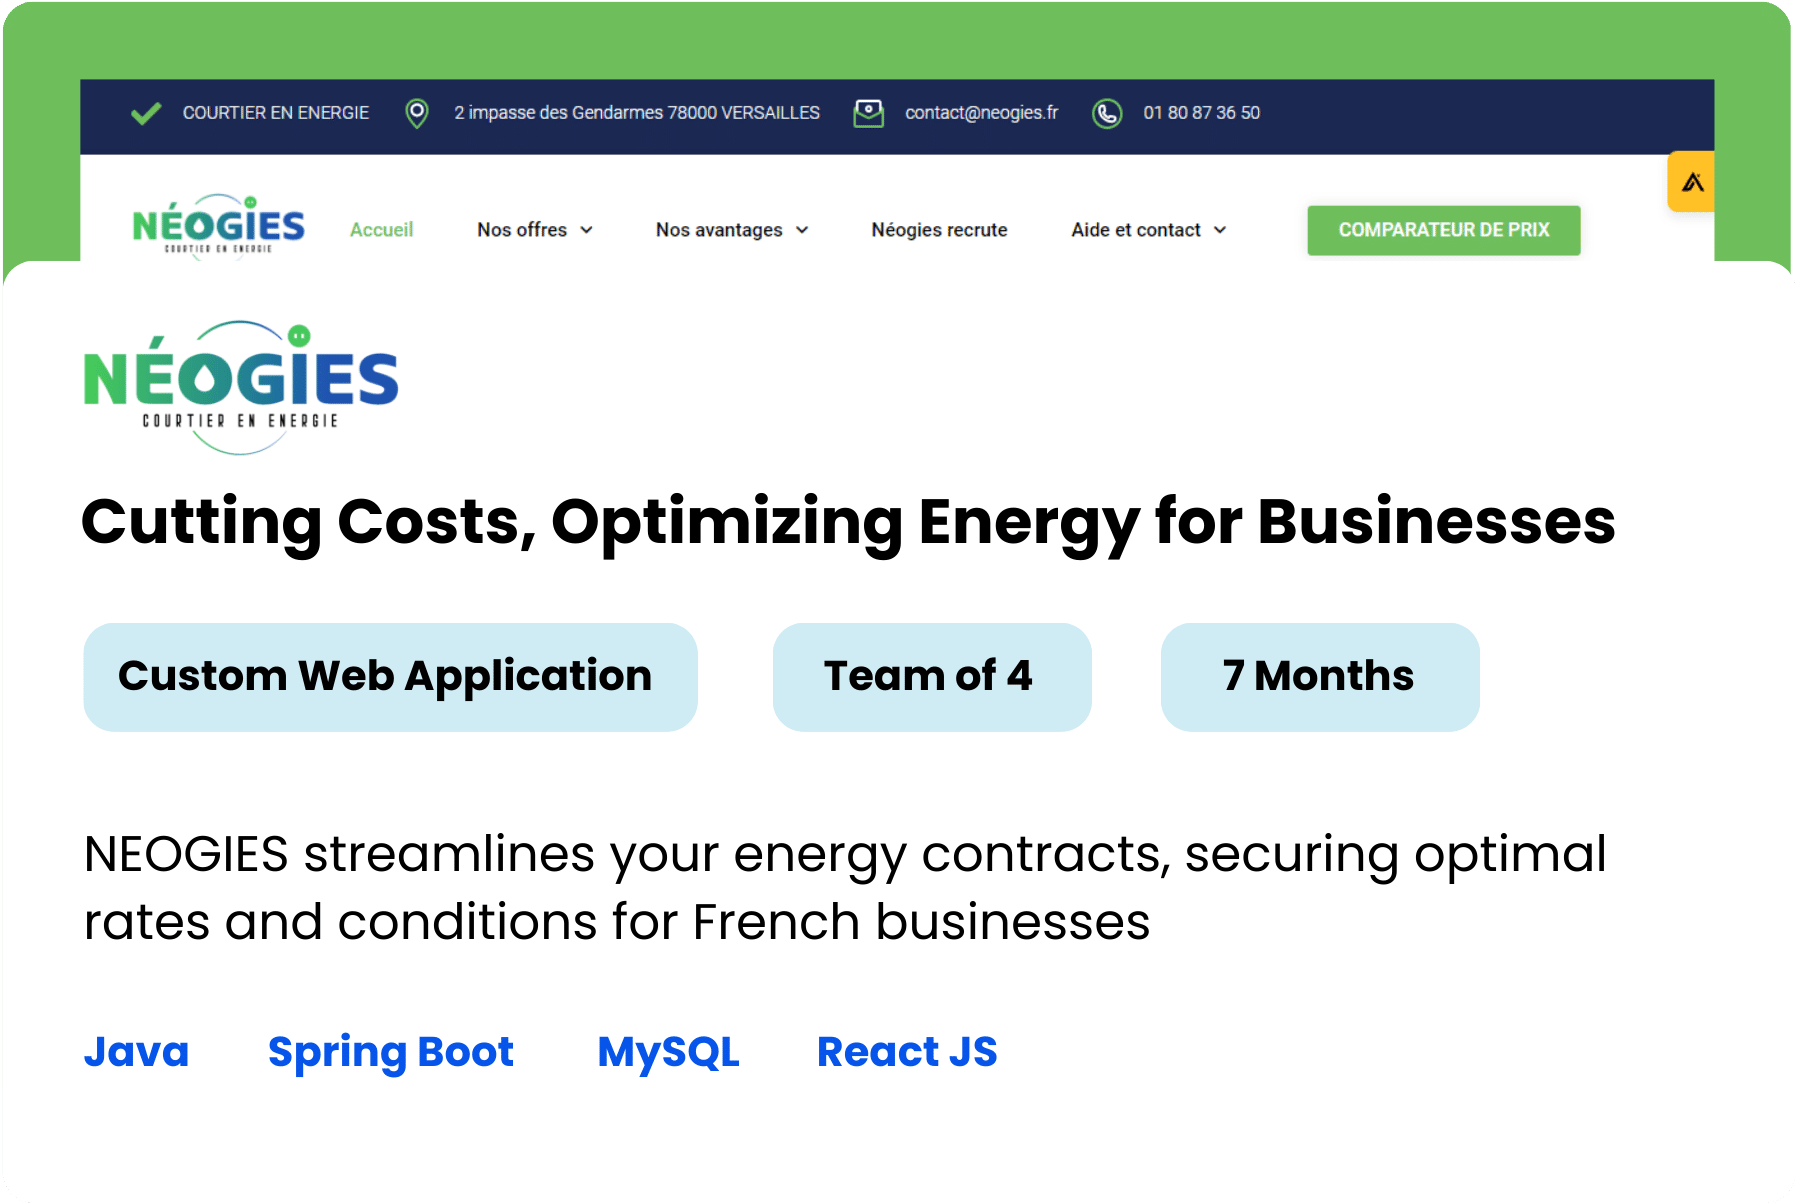 COURTIER EN ENERGIE 2 impasse des Gendarmes 78000 VERSAILLES contact@neogies.fr 01 80 87 36 50
NÉOGIES Accueil Nos offres Nos avantages Néogies recrute Aide et contact COMPARATEUR DE PRIX
COURTIER EN ENERGIE
NÉOGIES
COURTIER EN ENERGIE
Cutting Costs, Optimizing Energy for Businesses
Custom Web Application Team of 4 7 Months
NEOGIES streamlines your energy contracts, securing optimal
rates and conditions for French businesses
Java Spring Boot MySQL React JS